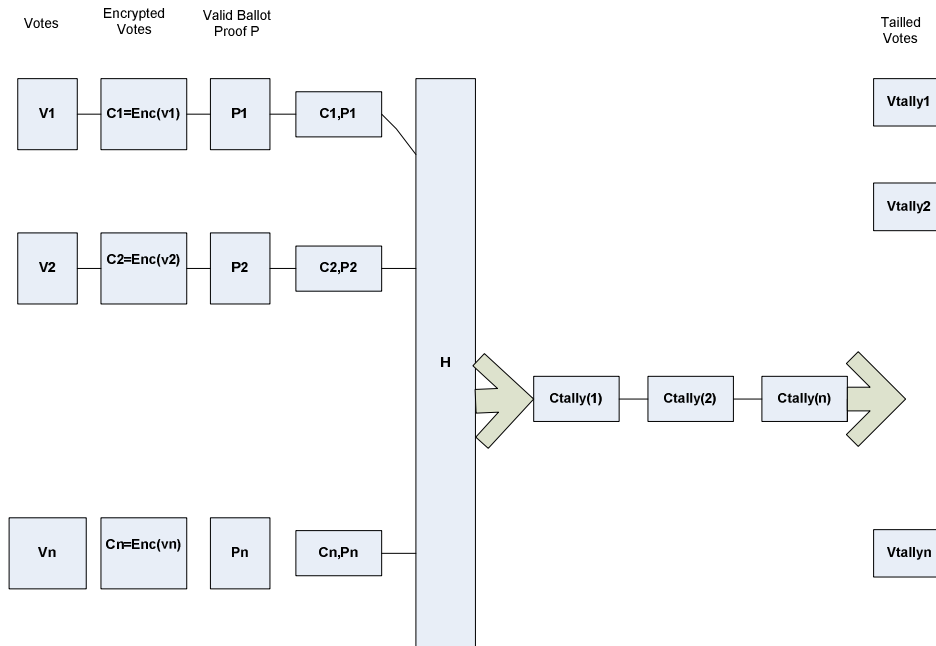 Votes
Encrypted
Votes
Valid Ballot
Proof P
Tailled
Votes
V1
C1=Enc(v1)
P1
C1,P1
Vtally1
V2
C2=Enc(v2)
P2
C2,P2
Vtally2
H
Ctally(1)
Ctally(2)
Ctally(n)
Vn
Cn=Enc(vn)
Pn
Cn,Pn
Vtallyn